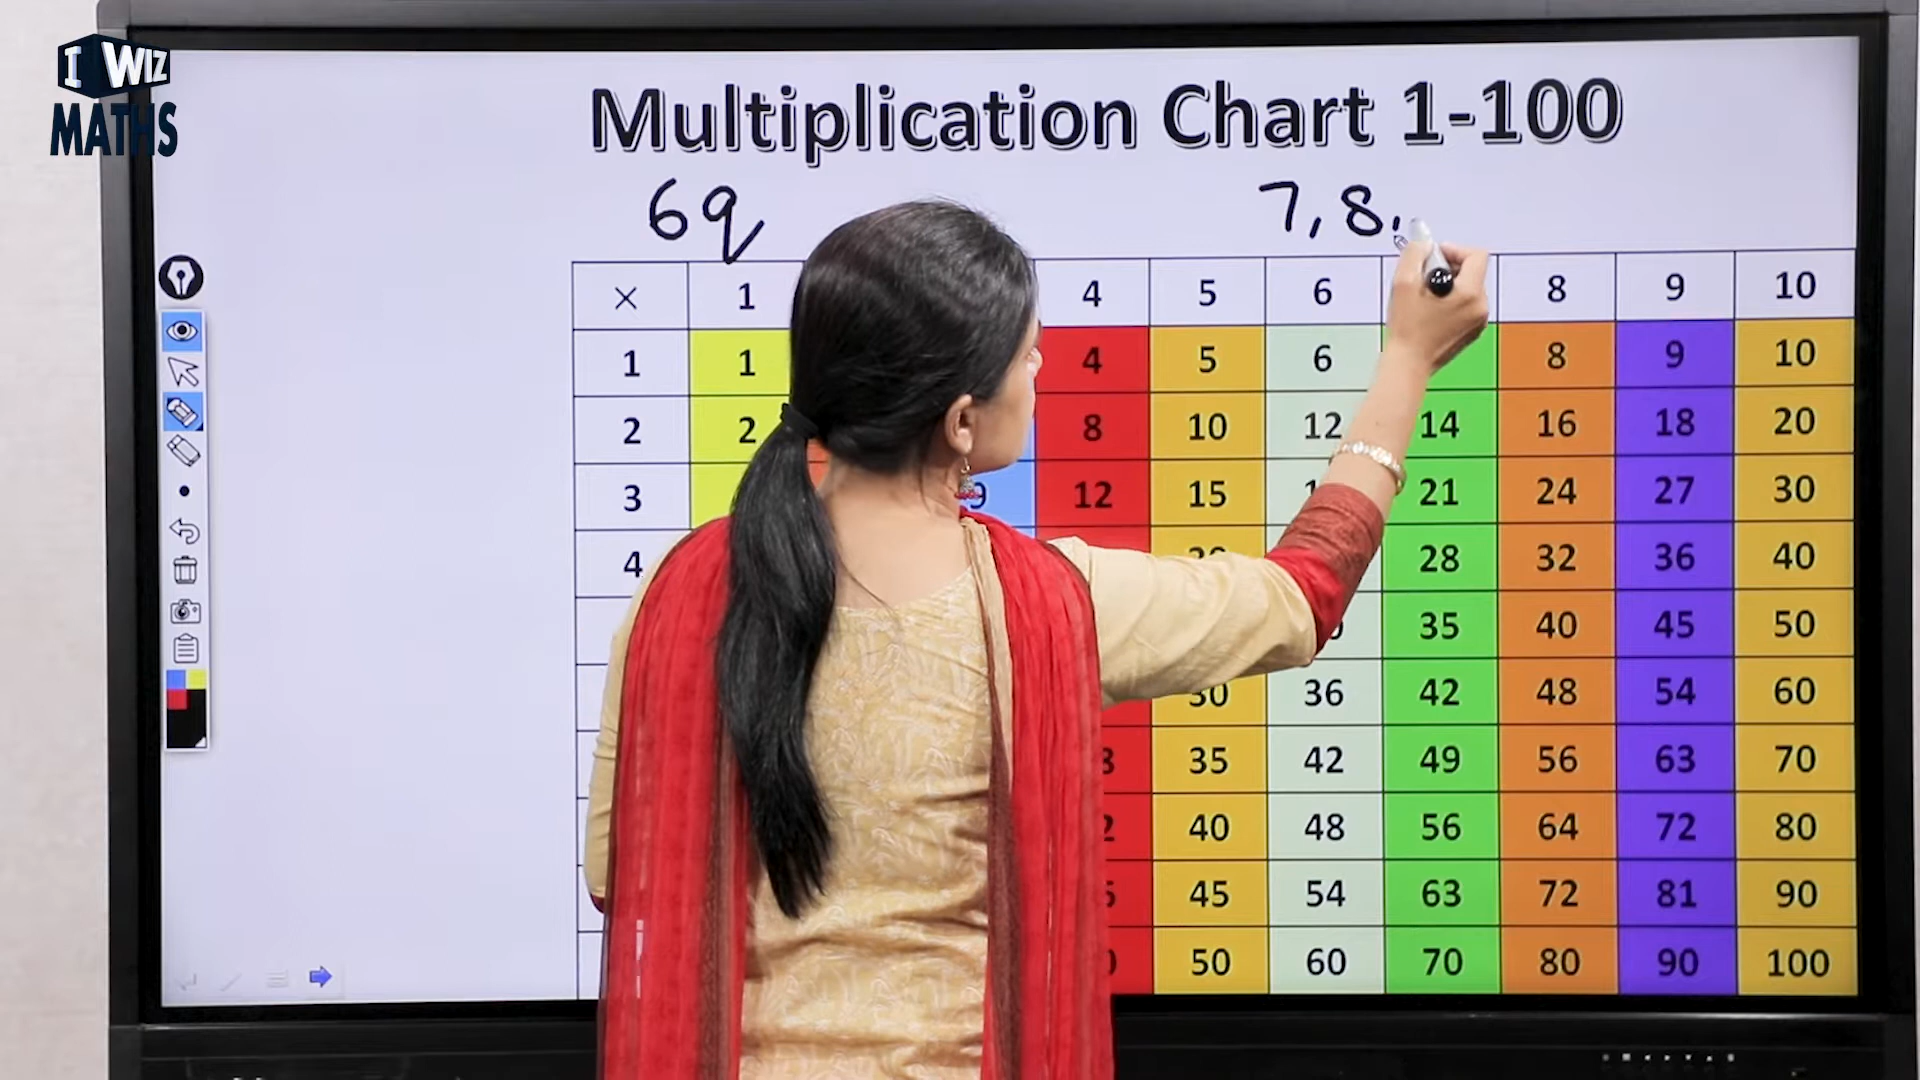 I WIZ
MATHS
Multiplication Chart 1-100
69 7, 8,
× 1 4 5 6 8 9 10
1 1 4 5 6 8 9 10
2 2 8 10 12 14 16 18 20
3 9 12 15 21 24 27 30
4 28 32 36 40
35 40 45 50
36 42 48 54 60
35 42 49 56 63 70
40 48 56 64 72 80
45 54 63 72 81 90
50 60 70 80 90 100